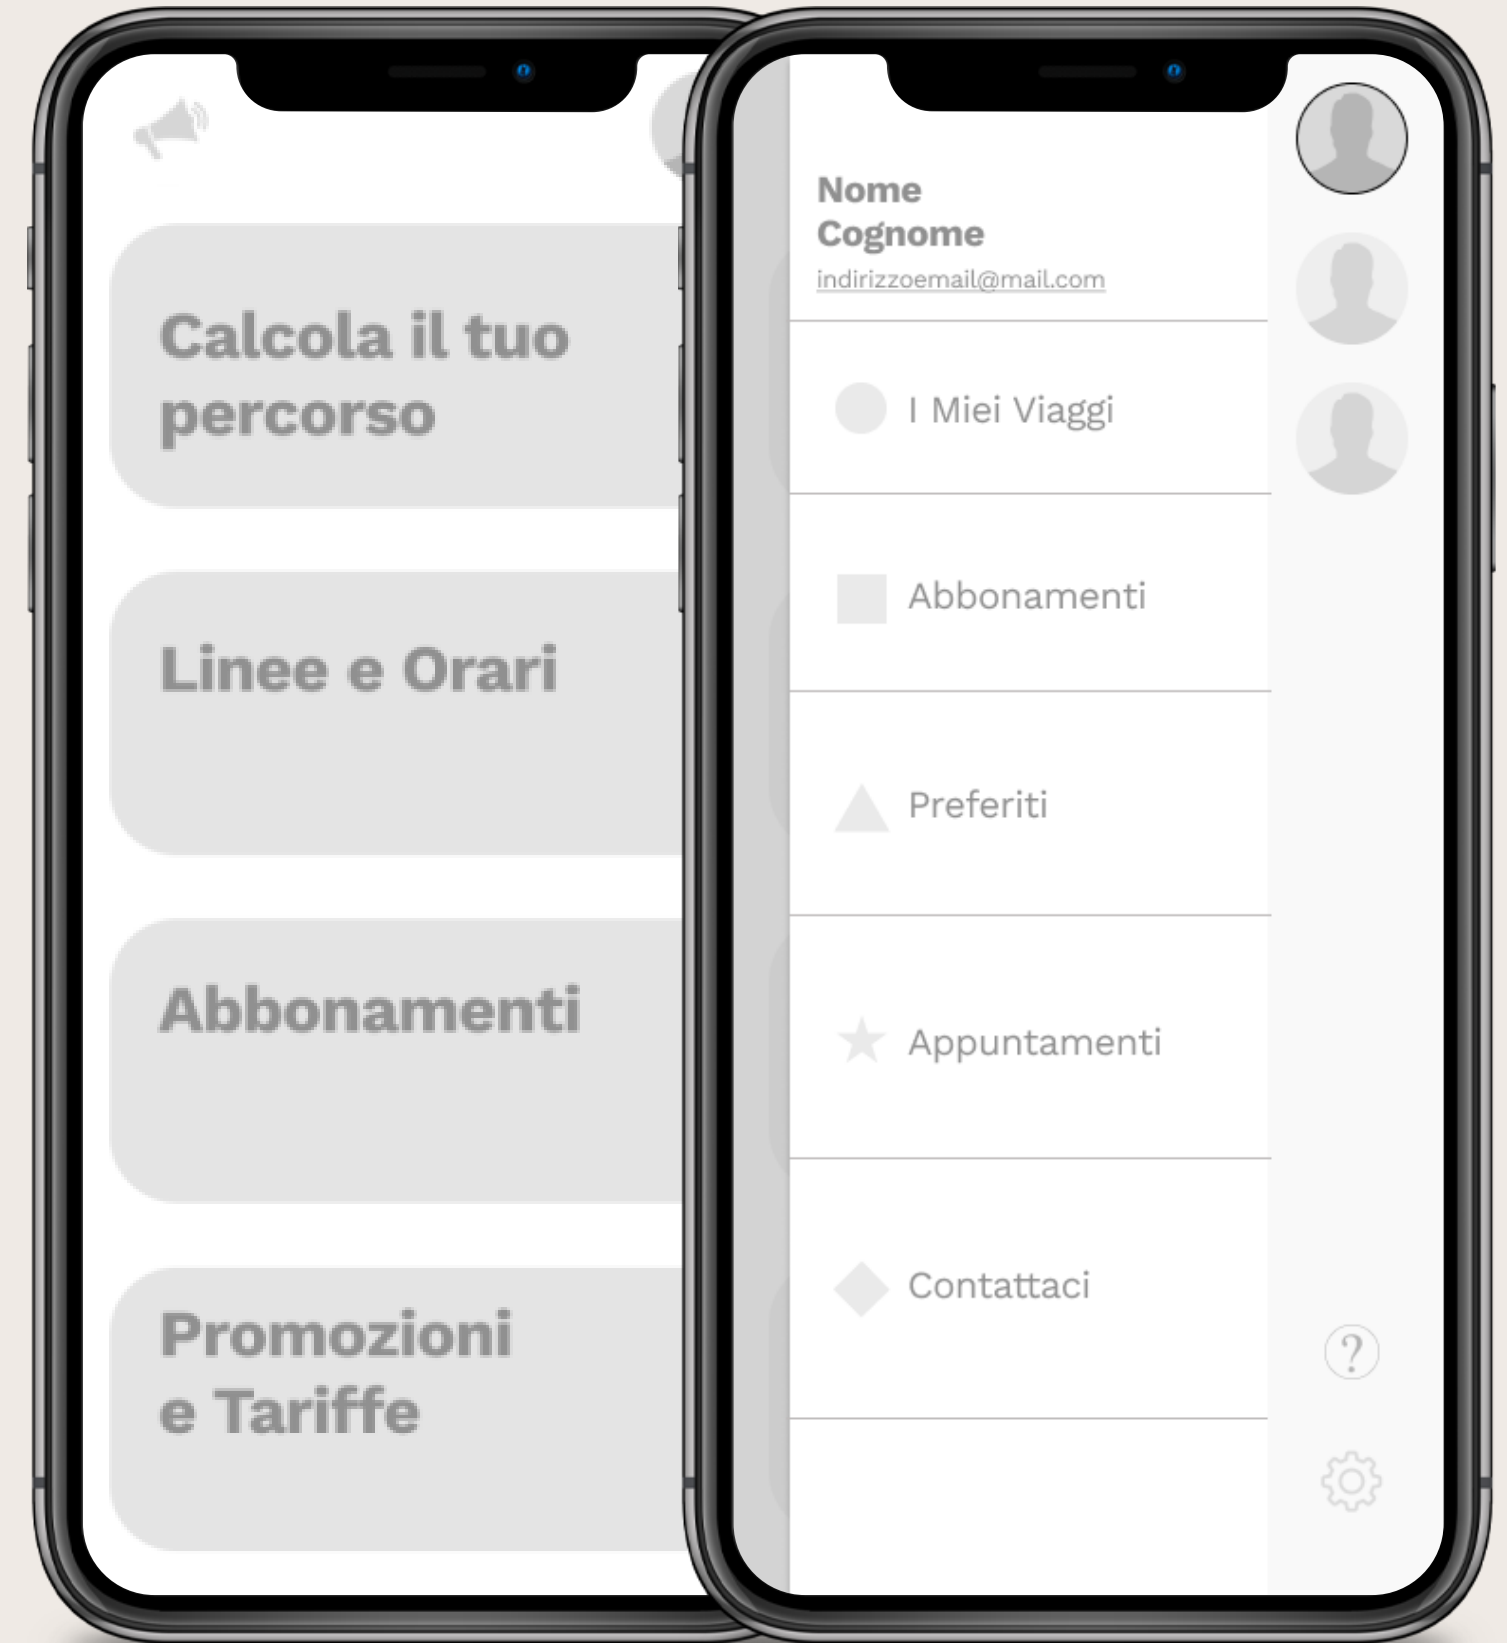 Calcola il tuo
percorso
Linee e Orari
Abbonamenti
Promozioni
e Tariffe
Nome
Cognome
indirizzoemail@mail.com
I Miei Viaggi
Abbonamenti
Preferiti
Appuntamenti
Contattaci
?